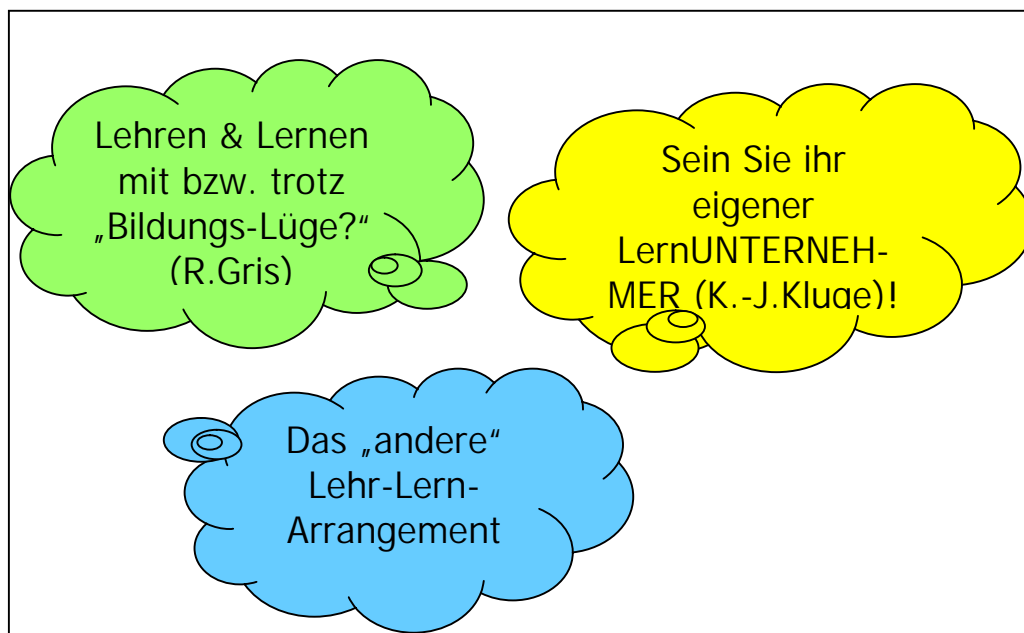 Lehren & Lernen
mit bzw. trotz
„Bildungs-Lüge?“
(R.Gris)
Sein Sie ihr
eigener
LernUNTERNEH-
MER (K.-J.Kluge)!
Das „andere“
Lehr-Lern-
Arrangement